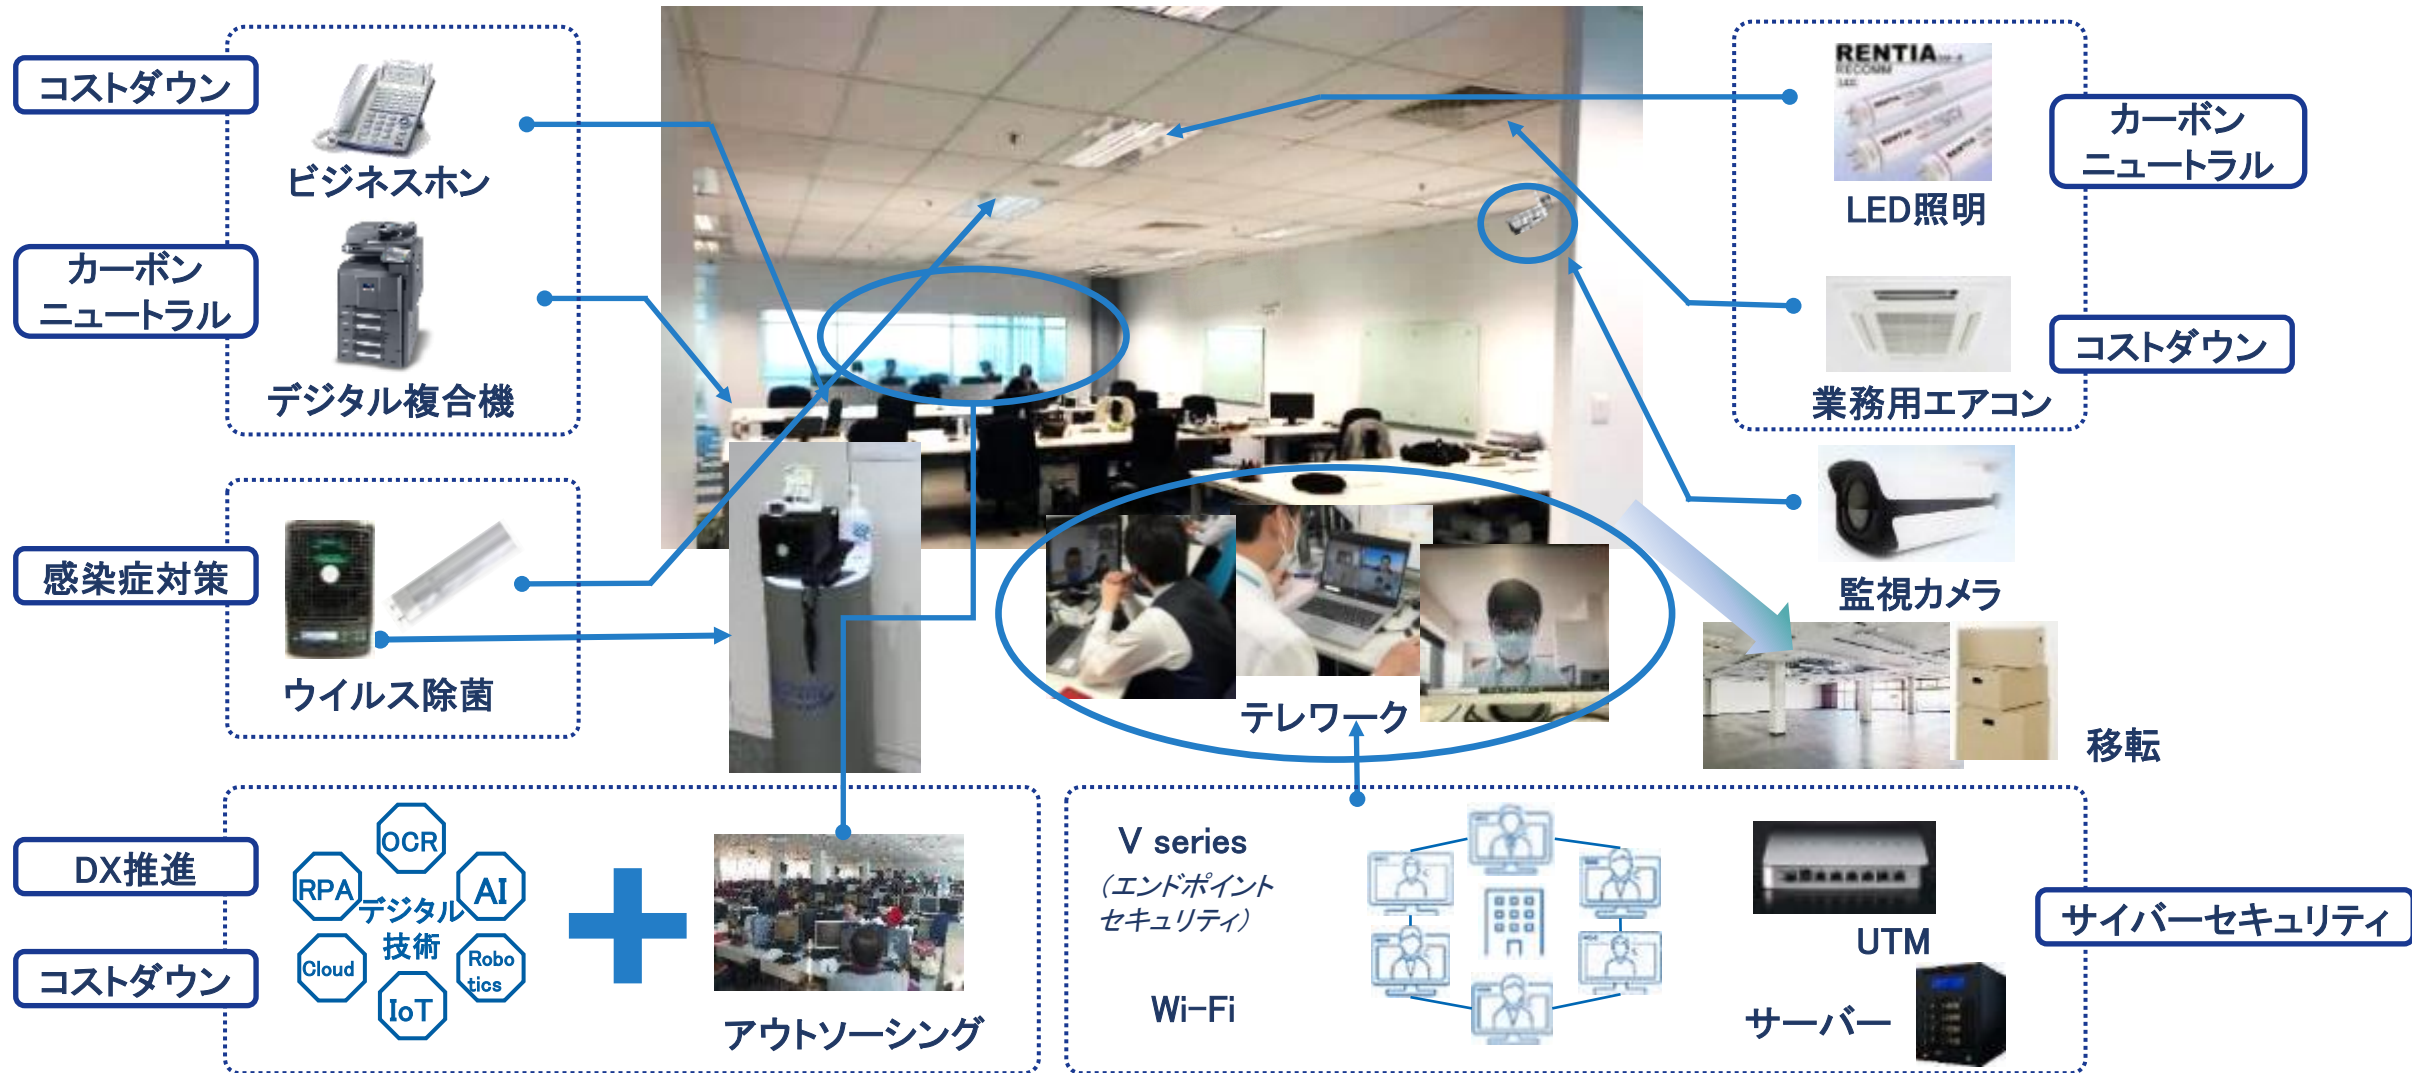 コストダウン
ビジネスホン
カーボン
ニュートラル
デジタル複合機
感染症対策
ウイルス除菌
DX推進
コストダウン
OCR
RPA
AI
デジタル
技術
Cloud
Robo
tics
IoT
アウトソーシング
テレワーク
V series
（エンドポイント
セキュリティ）
Wi-Fi
UTM
サーバー
サイバーセキュリティ
RENTIA
RECOMM
RENTIA
RENTIA
LED照明
カーボン
ニュートラル
業務用エアコン
コストダウン
監視カメラ
移転